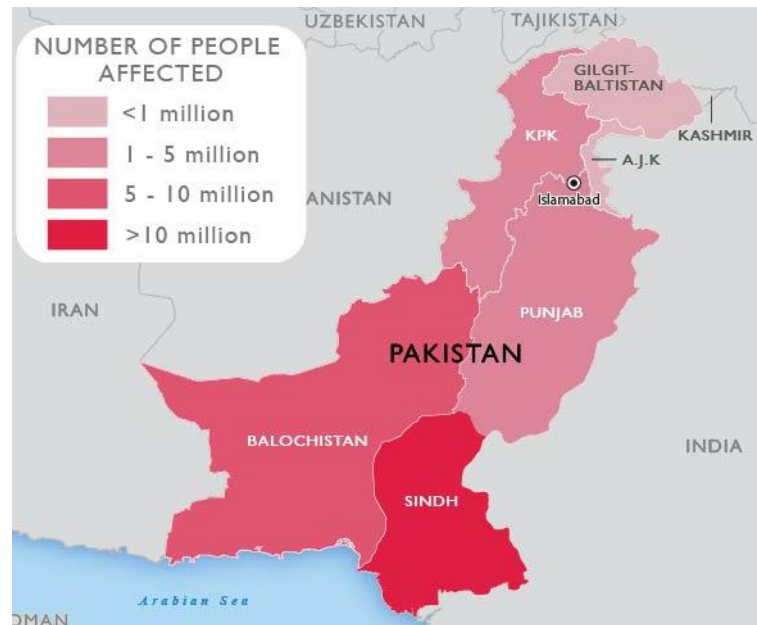 UZBEKISTAN
TAJIKISTAN
NUMBER OF PEOPLE
AFFECTED
<1 million
1 - 5 million
5 - 10 million
>10 million
GILGIT-
BALTISTAN
KASHMIR
KPK
A.J.K
Islamabad
ANISTAN
IRAN
PUNJAB
PAKISTAN
BALOCHISTAN
INDIA
SINDH
Arabian Sea
OMAN